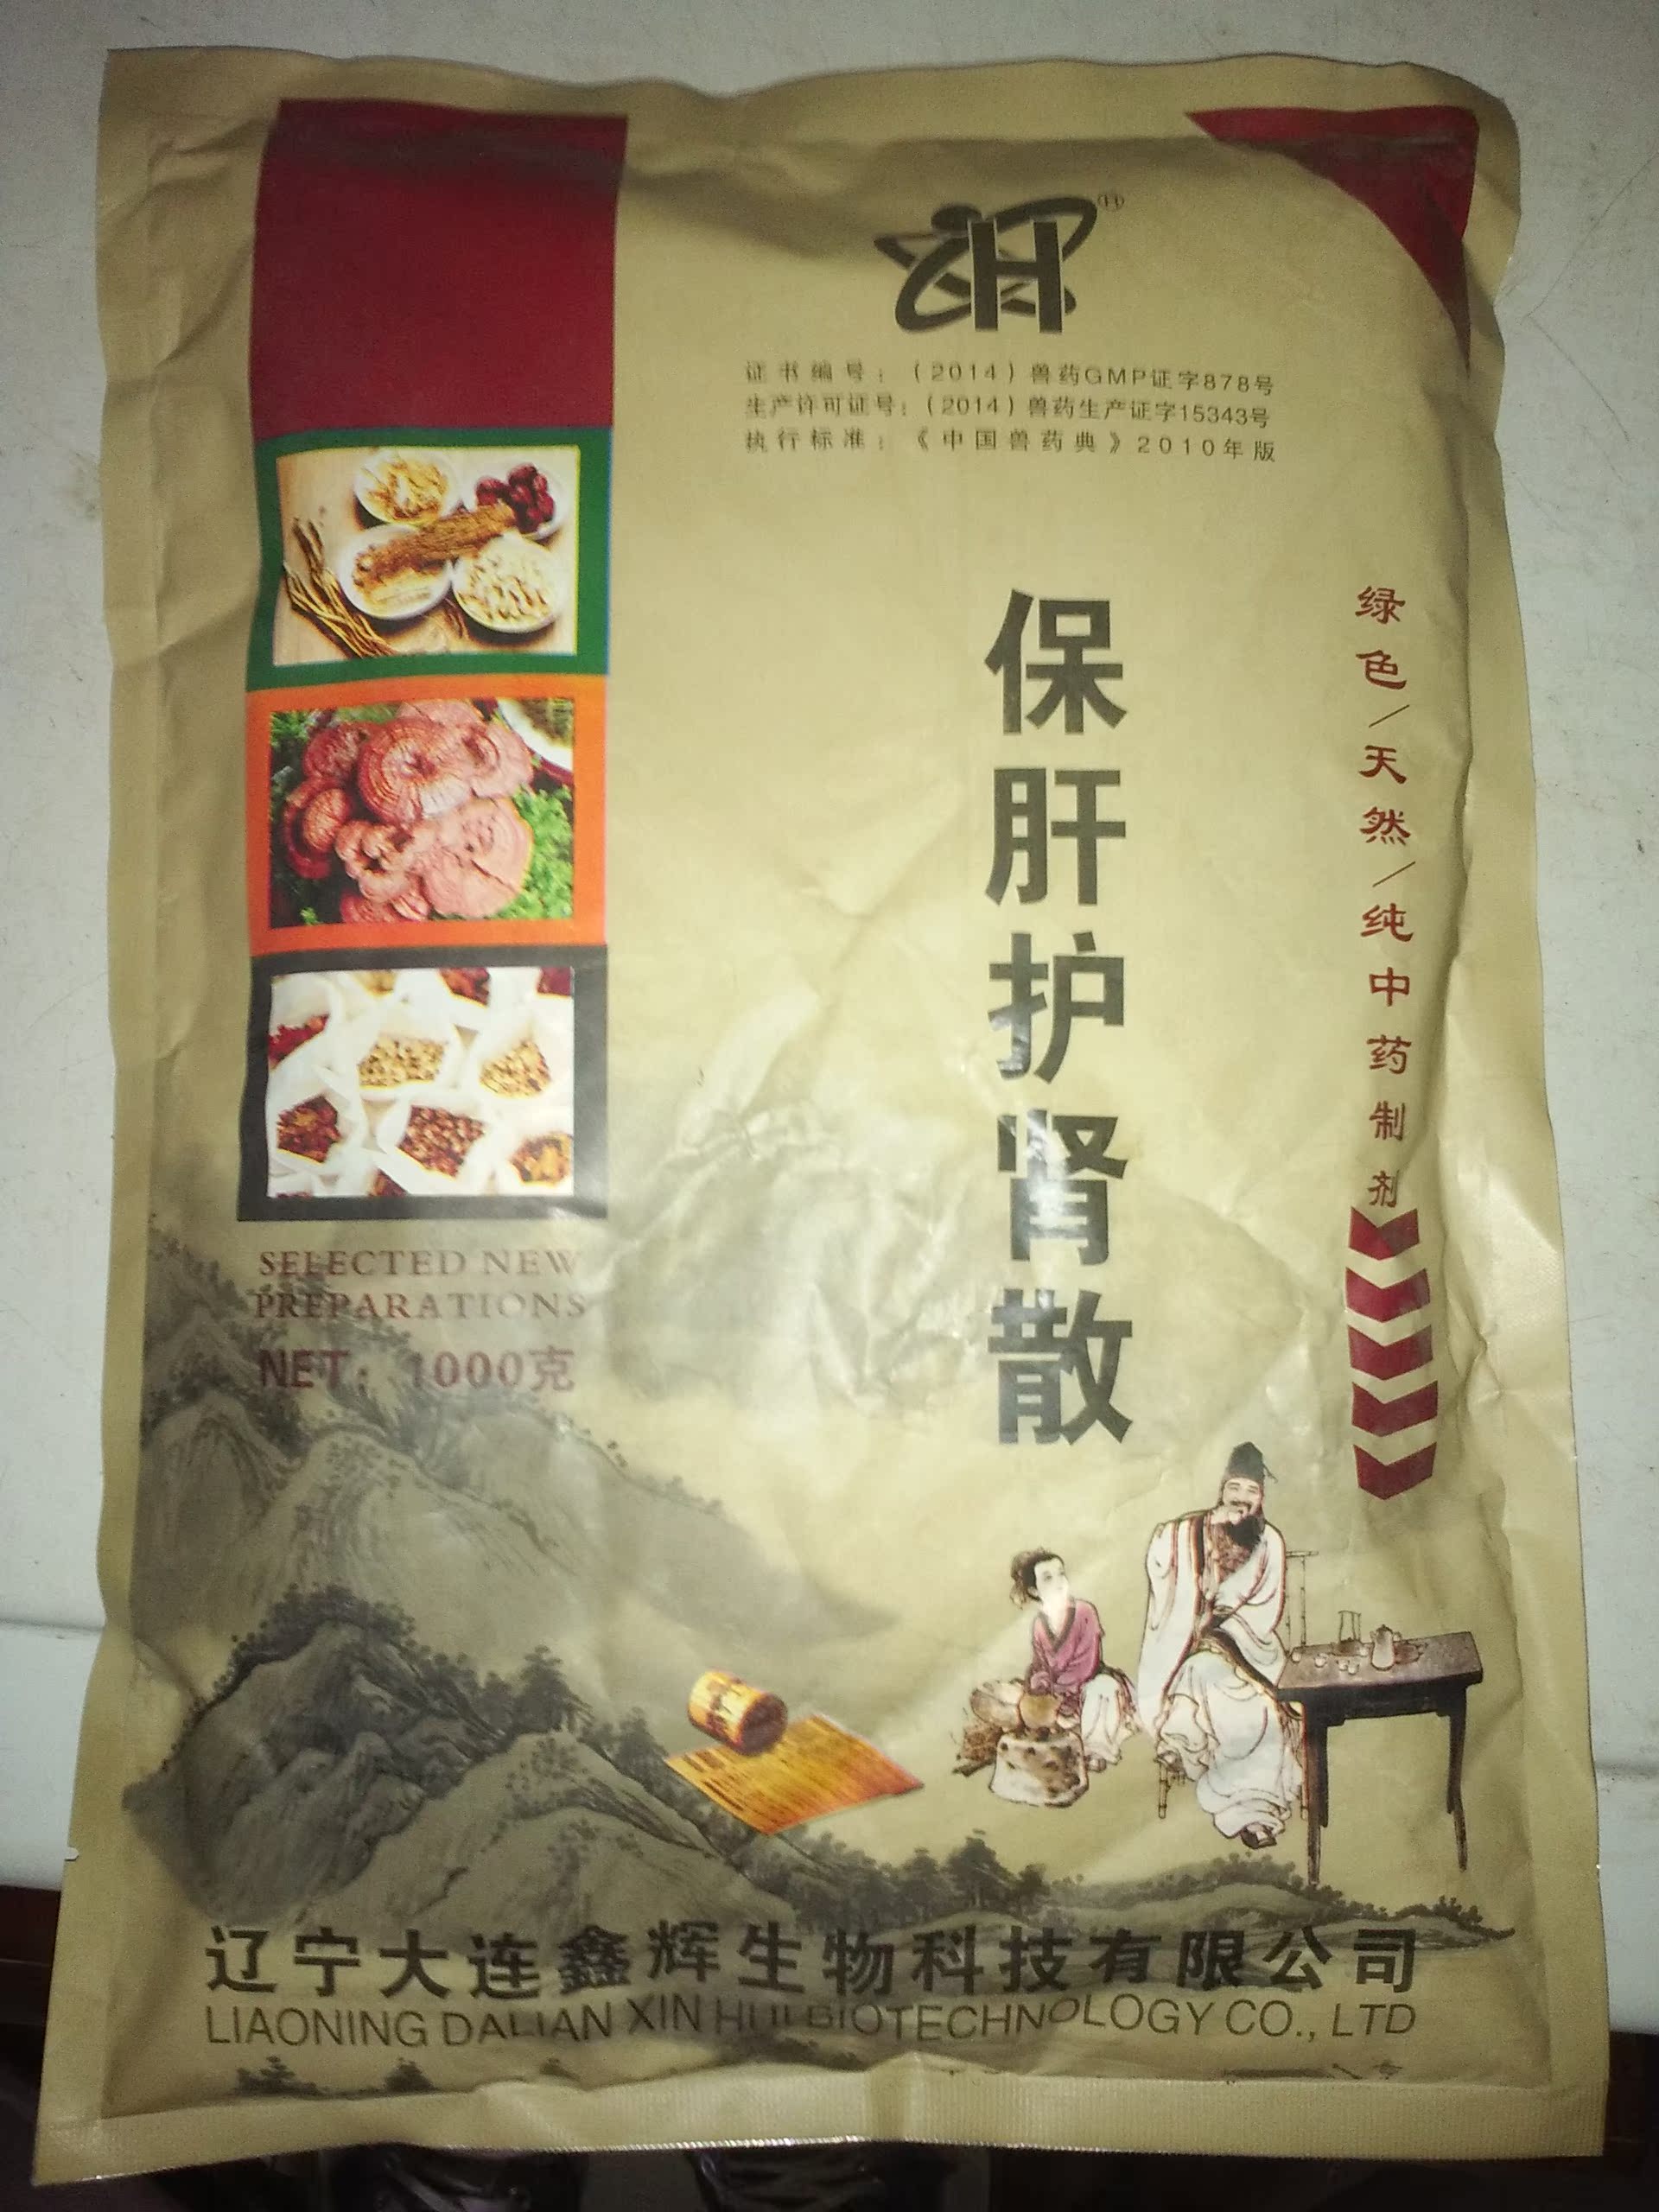 H®
证书编号：（2014）兽药GMP证字878号
生产许可证号：（2014）兽药生产证字15343号
执行标准：《中国兽药典》2010年版
保肝护肾散
绿色/天然/纯中药制剂
SELECTED NEW
PREPARATIONS
NET：1000克
辽宁大连鑫辉生物科技有限公司
LIAONING DALIAN XIN HUI BIOTECHNOLOGY CO., LTD